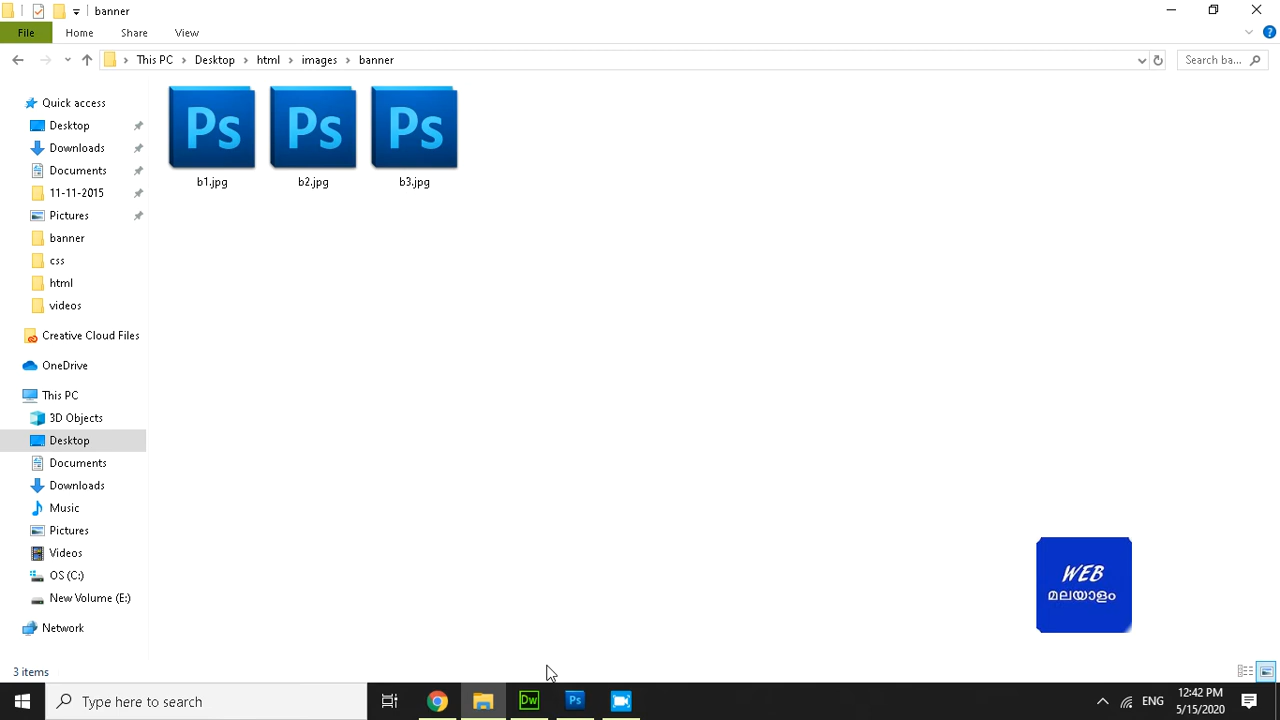 banner
File Home Share View
This PC Desktop html images banner Search ba...
Quick access
Desktop
Downloads
Documents
11-11-2015
Pictures
banner
css
html
videos
Creative Cloud Files
OneDrive
This PC
3D Objects
Desktop
Documents
Downloads
Music
Pictures
Videos
OS (C:)
New Volume (E:)
Network
Ps Ps Ps
b1.jpg b2.jpg b3.jpg
WEB
മലയാളം
3 items
Type here to search Dw Ps ENG 12:42 PM
5/15/2020